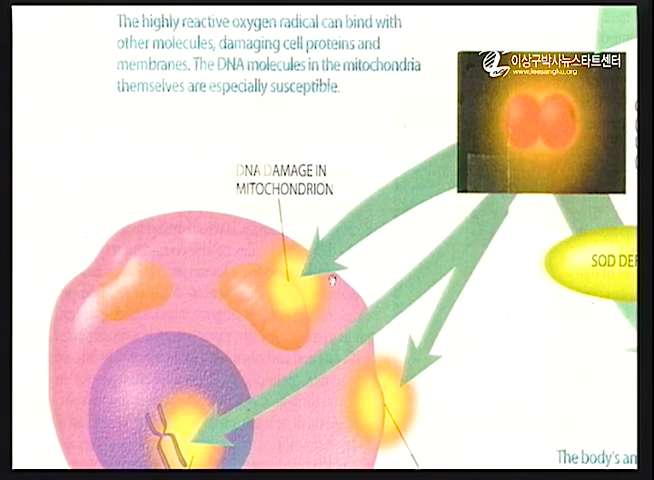 The highly reactive oxygen radical can bind with
other molecules, damaging cell proteins and
membranes. The DNA molecules in the mitochondria
themselves are especially susceptible.
이상구박사뉴스타트센터
www.leesangku.org
DNA DAMAGE IN
MITOCHONDRION
SOD DEF
The body's an